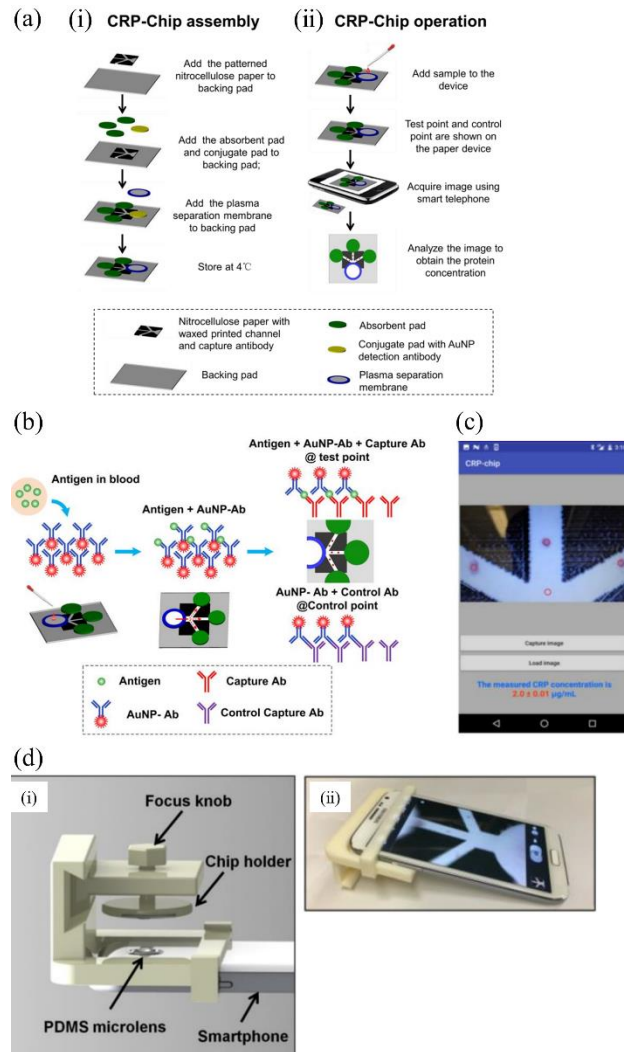 (a)
(i)
CRP-Chip assembly
Add the patterned
nitrocellulose paper to
backing pad
Add the absorbent pad
and conjugate pad to
backing pad;
Add the plasma
separation membrane
to backing pad
Store at 4℃
(ii)
CRP-Chip operation
Add sample to the
device
Test point and control
point are shown on
the paper device
Acquire image using
smart telephone
Analyze the image to
obtain the protein
concentration
Nitrocellulose paper with
waxed printed channel
and capture antibody
Backing pad
Absorbent pad
Conjugate pad with AuNP
detection antibody
Plasma separation
membrane
(b)
Antigen in blood
Antigen + AuNP-Ab
Antigen + AuNP-Ab + Capture Ab
@ test point
AuNP- Ab + Control Ab
@Control point
Antigen
Capture Ab
AuNP- Ab
Control Capture Ab
(c)
CRP-chip
Capture image
Load image
The measured CRP concentration is
2.0 ± 0.01 µg/mL
(d)
(i)
Focus knob
Chip holder
PDMS microlens
Smartphone
(ii)